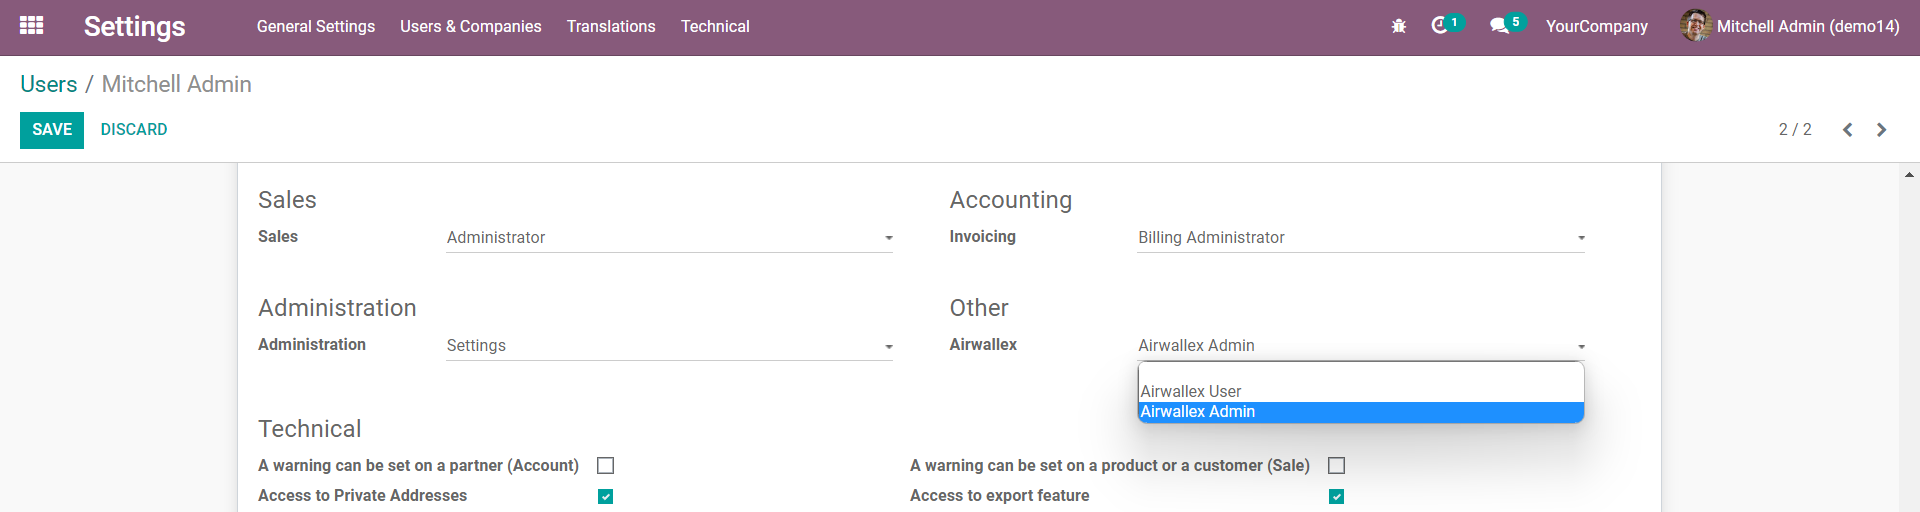 Settings General Settings Users & Companies Translations Technical 1 5 YourCompany Mitchell Admin (demo14)
Users / Mitchell Admin
SAVE DISCARD 2 / 2
Sales Accounting
Sales Administrator Invoicing Billing Administrator
Administration Other
Administration Settings Airwallex Airwallex Admin
Airwallex User
Airwallex Admin
Technical
A warning can be set on a partner (Account) A warning can be set on a product or a customer (Sale)
Access to Private Addresses Access to export feature